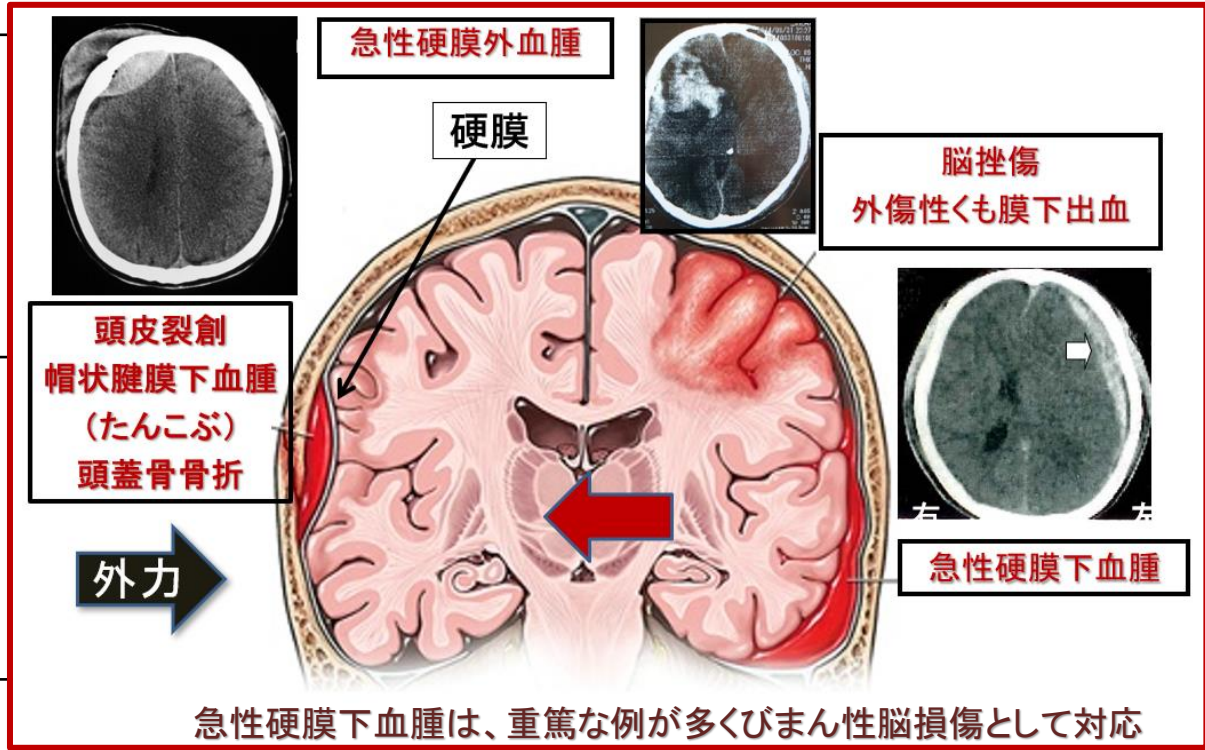 急性硬膜外血腫
硬膜
脳挫傷
外傷性くも膜下出血
頭皮裂創
帽状腱膜下血腫
(たんこぶ)
頭蓋骨骨折
右
左
外力
急性硬膜下血腫
急性硬膜下血腫は、重篤な例が多くびまん性脳損傷として対応